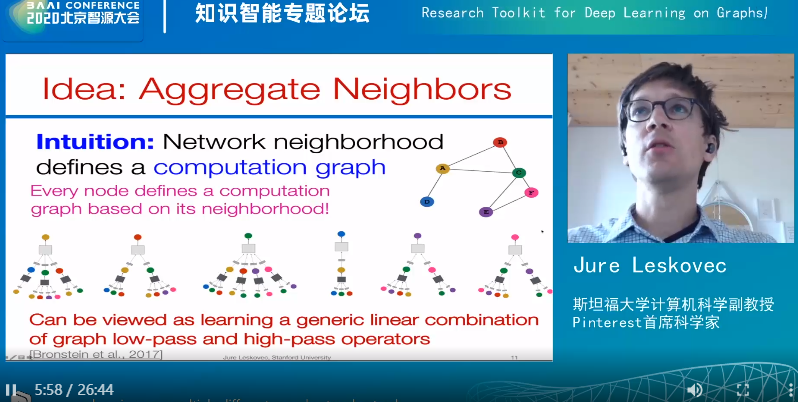 BAAI CONFERENCE
2020北京智源大会
知识智能专题论坛
Research Toolkit for Deep Learning on Graphs/
Idea: Aggregate Neighbors
Intuition: Network neighborhood
defines a computation graph
Every node defines a computation
graph based on its neighborhood!
B
A
C
D
F
E
Can be viewed as learning a generic linear combination
of graph low-pass and high-pass operators
[Bronstein et al., 2017]
Jure Leskovec, Stanford University
11
Jure Leskovec
斯坦福大学计算机科学副教授
Pinterest首席科学家
5:58 / 26:44